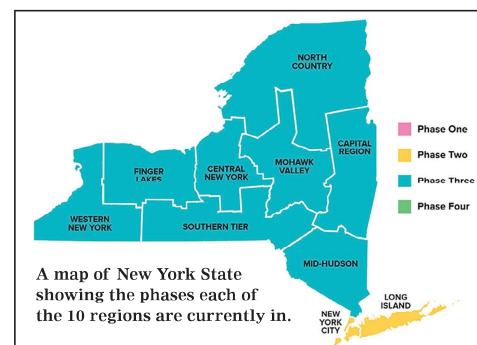 NORTH
COUNTRY
Phase One
Phase Two
Phase Three
Phase Four
CAPITAL
REGION
MOHAWK
VALLEY
CENTRAL
NEW YORK
FINGER
LAKES
WESTERN
NEW YORK
SOUTHERN TIER
MID-HUDSON
A map of New York State
showing the phases each of
the 10 regions are currently in.
LONG
ISLAND
NEW
YORK
CITY